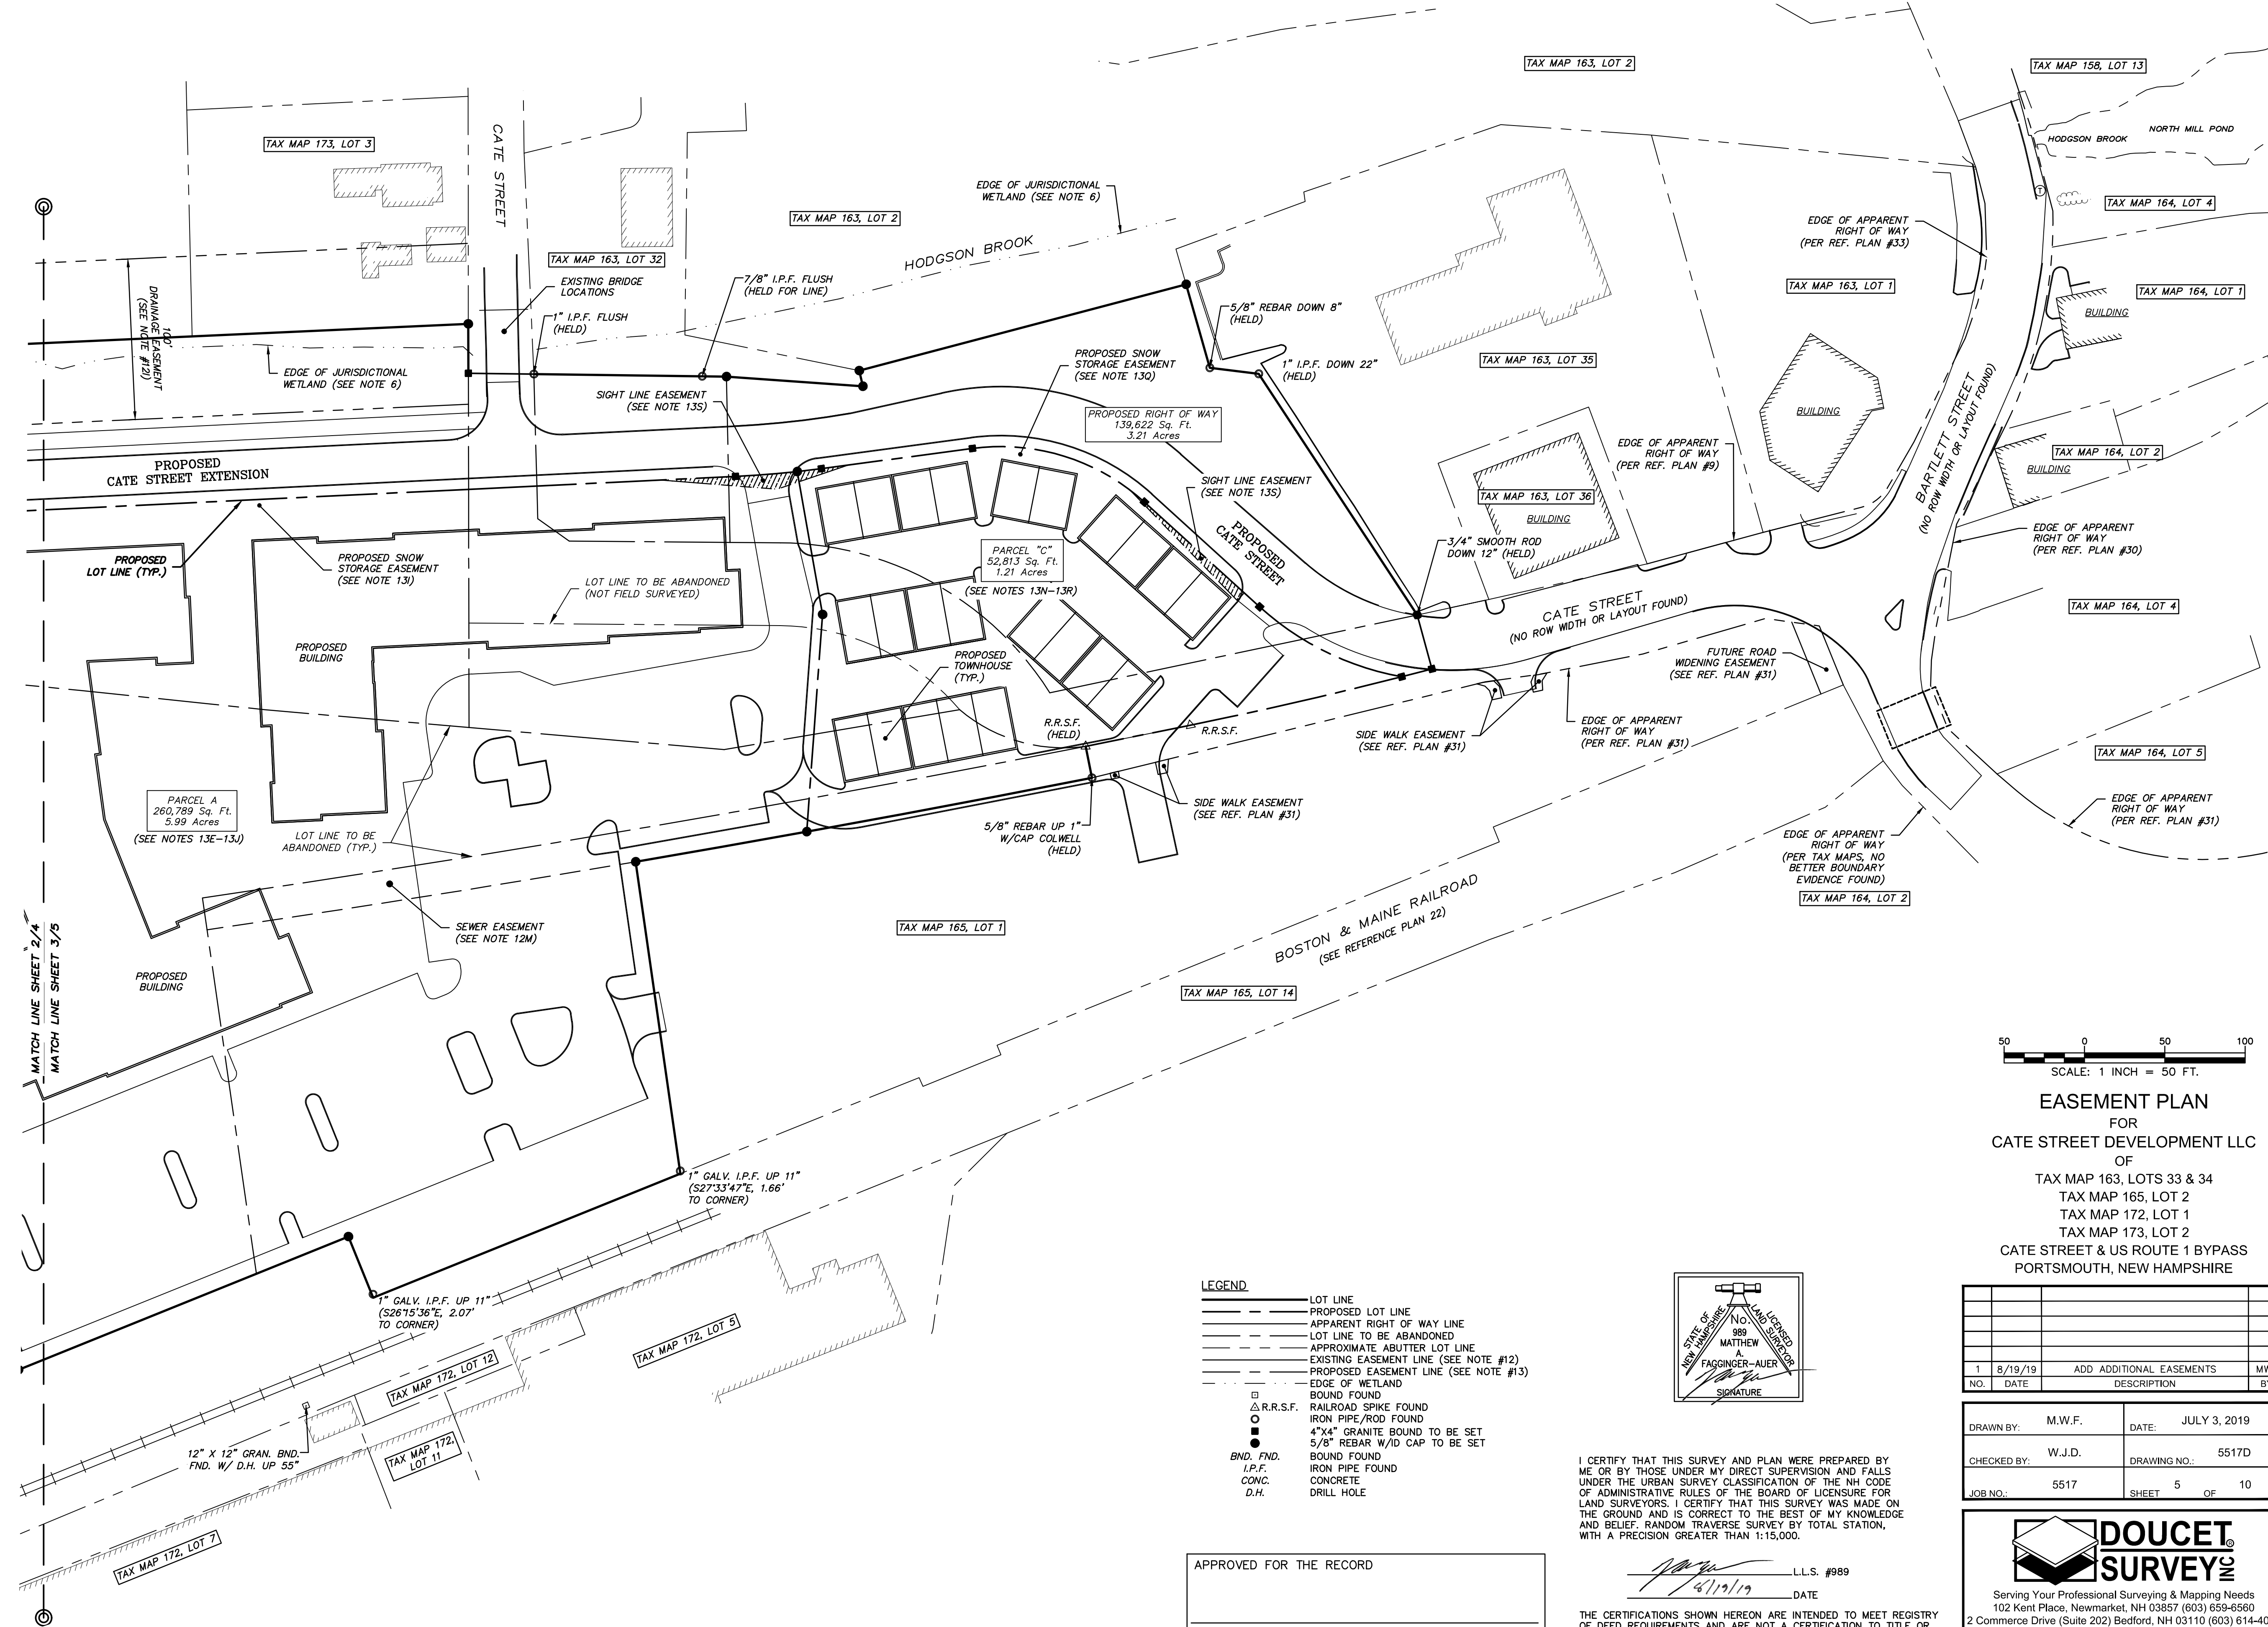 TAX MAP 163, LOT 2
TAX MAP 158, LOT 13
HODGSON BROOK
NORTH MILL POND
TAX MAP 173, LOT 3
CATE STREET
EDGE OF JURISDICTIONAL
WETLAND (SEE NOTE 6)
TAX MAP 163, LOT 2
TAX MAP 164, LOT 4
EDGE OF APPARENT
RIGHT OF WAY
(PER REF. PLAN #33)
HODGSON BROOK
TAX MAP 163, LOT 32
EXISTING BRIDGE
LOCATIONS
7/8" I.P.F. FLUSH
(HELD FOR LINE)
1" I.P.F. FLUSH
(HELD)
100'
DRAINAGE EASEMENT
(SEE NOTE #12I)
5/8" REBAR DOWN 8"
(HELD)
TAX MAP 163, LOT 1
TAX MAP 164, LOT 1
BUILDING
EDGE OF JURISDICTIONAL
WETLAND (SEE NOTE 6)
SIGHT LINE EASEMENT
(SEE NOTE 13S)
PROPOSED SNOW
STORAGE EASEMENT
(SEE NOTE 13Q)
1" I.P.F. DOWN 22"
(HELD)
TAX MAP 163, LOT 35
PROPOSED RIGHT OF WAY
139,622 Sq. Ft.
3.21 Acres
BUILDING
BARTLETT STREET
(NO ROW WIDTH OR LAYOUT FOUND)
EDGE OF APPARENT
RIGHT OF WAY
(PER REF. PLAN #9)
TAX MAP 164, LOT 2
BUILDING
PROPOSED
CATE STREET EXTENSION
SIGHT LINE EASEMENT
(SEE NOTE 13S)
TAX MAP 163, LOT 36
BUILDING
PROPOSED
CATE STREET
EDGE OF APPARENT
RIGHT OF WAY
(PER REF. PLAN #30)
PROPOSED
LOT LINE (TYP.)
PROPOSED SNOW
STORAGE EASEMENT
(SEE NOTE 13I)
PARCEL "C"
52,813 Sq. Ft.
1.21 Acres
(SEE NOTES 13N-13R)
3/4" SMOOTH ROD
DOWN 12" (HELD)
LOT LINE TO BE ABANDONED
(NOT FIELD SURVEYED)
CATE STREET
(NO ROW WIDTH OR LAYOUT FOUND)
TAX MAP 164, LOT 4
PROPOSED
BUILDING
PROPOSED
TOWNHOUSE
(TYP.)
FUTURE ROAD
WIDENING EASEMENT
(SEE REF. PLAN #31)
R.R.S.F.
(HELD)
R.R.S.F.
SIDE WALK EASEMENT
(SEE REF. PLAN #31)
EDGE OF APPARENT
RIGHT OF WAY
(PER REF. PLAN #31)
TAX MAP 164, LOT 5
PARCEL A
260,789 Sq. Ft.
5.99 Acres
(SEE NOTES 13E-13J)
LOT LINE TO BE
ABANDONED (TYP.)
SIDE WALK EASEMENT
(SEE REF. PLAN #31)
5/8" REBAR UP 1"
W/CAP COLWELL
(HELD)
EDGE OF APPARENT
RIGHT OF WAY
(PER REF. PLAN #31)
EDGE OF APPARENT
RIGHT OF WAY
(PER TAX MAPS, NO
BETTER BOUNDARY
EVIDENCE FOUND)
TAX MAP 164, LOT 2
SEWER EASEMENT
(SEE NOTE 12M)
TAX MAP 165, LOT 1
BOSTON & MAINE RAILROAD
(SEE REFERENCE PLAN 22)
MATCH LINE SHEET 2/4
MATCH LINE SHEET 3/5
PROPOSED
BUILDING
TAX MAP 165, LOT 14
1" GALV. I.P.F. UP 11"
(S27°33'47"E, 1.66'
TO CORNER)
1" GALV. I.P.F. UP 11"
(S26°15'36"E, 2.07'
TO CORNER)
TAX MAP 172, LOT 5
TAX MAP 172, LOT 12
12" X 12" GRAN. BND.
FND. W/ D.H. UP 55"
TAX MAP 172,
LOT 11
TAX MAP 172, LOT 7
LEGEND
LOT LINE
PROPOSED LOT LINE
APPARENT RIGHT OF WAY LINE
LOT LINE TO BE ABANDONED
APPROXIMATE ABUTTER LOT LINE
EXISTING EASEMENT LINE (SEE NOTE #12)
PROPOSED EASEMENT LINE (SEE NOTE #13)
EDGE OF WETLAND
BOUND FOUND
R.R.S.F. RAILROAD SPIKE FOUND
IRON PIPE/ROD FOUND
4"X4" GRANITE BOUND TO BE SET
5/8" REBAR W/ID CAP TO BE SET
BND. FND. BOUND FOUND
I.P.F. IRON PIPE FOUND
CONC. CONCRETE
D.H. DRILL HOLE
APPROVED FOR THE RECORD
STATE OF
NEW HAMPSHIRE
LICENSED
LAND SURVEYOR
No.
989
MATTHEW
A.
FAGGINGER-AUER
SIGNATURE
I CERTIFY THAT THIS SURVEY AND PLAN WERE PREPARED BY
ME OR BY THOSE UNDER MY DIRECT SUPERVISION AND FALLS
UNDER THE URBAN SURVEY CLASSIFICATION OF THE NH CODE
OF ADMINISTRATIVE RULES OF THE BOARD OF LICENSURE FOR
LAND SURVEYORS. I CERTIFY THAT THIS SURVEY WAS MADE ON
THE GROUND AND IS CORRECT TO THE BEST OF MY KNOWLEDGE
AND BELIEF. RANDOM TRAVERSE SURVEY BY TOTAL STATION,
WITH A PRECISION GREATER THAN 1:15,000.
L.L.S. #989
8/19/19 DATE
THE CERTIFICATIONS SHOWN HEREON ARE INTENDED TO MEET REGISTRY
OF DEED REQUIREMENTS AND ARE NOT A CERTIFICATION TO TITLE OR
50 0 50 100
SCALE: 1 INCH = 50 FT.
EASEMENT PLAN
FOR
CATE STREET DEVELOPMENT LLC
OF
TAX MAP 163, LOTS 33 & 34
TAX MAP 165, LOT 2
TAX MAP 172, LOT 1
TAX MAP 173, LOT 2
CATE STREET & US ROUTE 1 BYPASS
PORTSMOUTH, NEW HAMPSHIRE
1 8/19/19 ADD ADDITIONAL EASEMENTS
NO. DATE DESCRIPTION
DRAWN BY: M.W.F. DATE: JULY 3, 2019
CHECKED BY: W.J.D. DRAWING NO.: 5517D
JOB NO.: 5517 SHEET 5 OF 10
DOUCET
SURVEY INC
Serving Your Professional Surveying & Mapping Needs
102 Kent Place, Newmarket, NH 03857 (603) 659-6560
2 Commerce Drive (Suite 202) Bedford, NH 03110 (603) 614-40